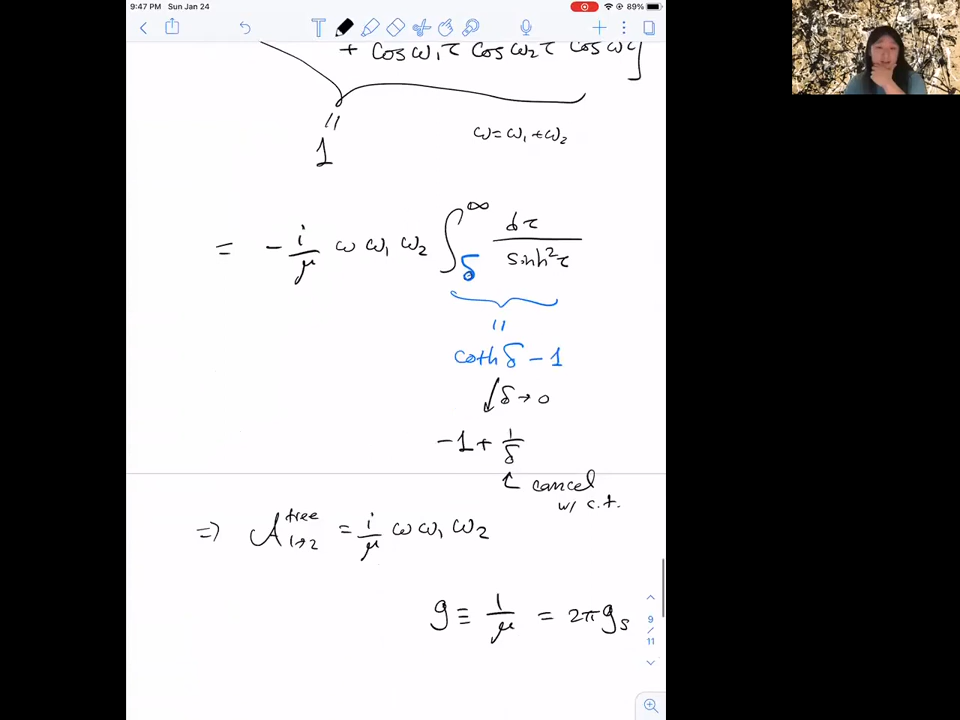 9:47 PM Sun Jan 24
89%
+ cos ω₁τ cos ω₂τ cos ωτ ]
"
1
ω = ω₁ + ω₂
= - i/μ ω ω₁ ω₂ ∫_δ^∞ dτ / sinh²τ
"
coth δ - 1
↙ δ → 0
-1 + 1/δ
↑ cancel
w/ c.t.
⇒ A^tree_{1→2} = i/μ ω ω₁ ω₂
g ≡ 1/μ = 2π g_s
9
/
11